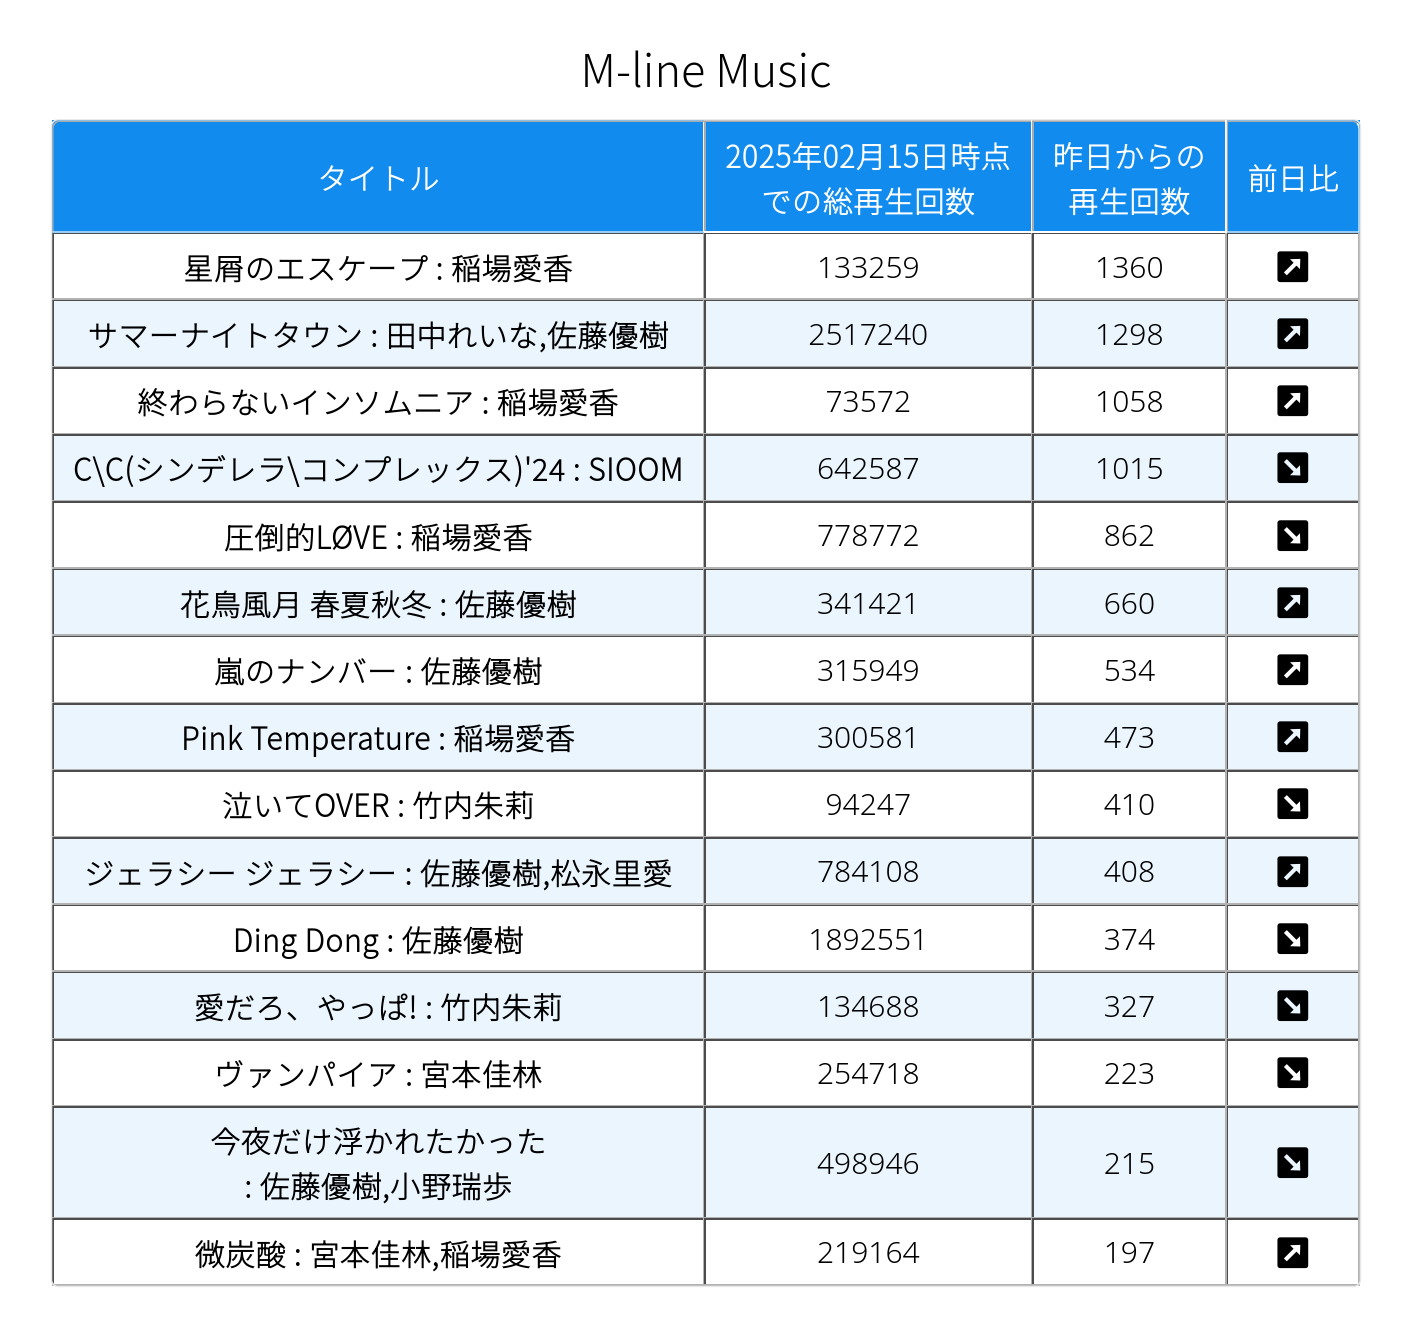 M-line Music
タイトル
2025年02月15日時点
での総再生回数
昨日からの
再生回数
前日比
星屑のエスケープ : 稲場愛香 133259 1360 ↗
サマーナイトタウン : 田中れいな,佐藤優樹 2517240 1298 ↗
終わらないインソムニア : 稲場愛香 73572 1058 ↗
C\C(シンデレラ\コンプレックス)'24 : SIOOM 642587 1015 ↘
圧倒的LØVE : 稲場愛香 778772 862 ↘
花鳥風月 春夏秋冬 : 佐藤優樹 341421 660 ↗
嵐のナンバー : 佐藤優樹 315949 534 ↗
Pink Temperature : 稲場愛香 300581 473 ↗
泣いてOVER : 竹内朱莉 94247 410 ↘
ジェラシー ジェラシー : 佐藤優樹,松永里愛 784108 408 ↗
Ding Dong : 佐藤優樹 1892551 374 ↘
愛だろ、やっぱ! : 竹内朱莉 134688 327 ↘
ヴァンパイア : 宮本佳林 254718 223 ↘
今夜だけ浮かれたかった
: 佐藤優樹,小野瑞歩 498946 215 ↘
微炭酸 : 宮本佳林,稲場愛香 219164 197 ↗